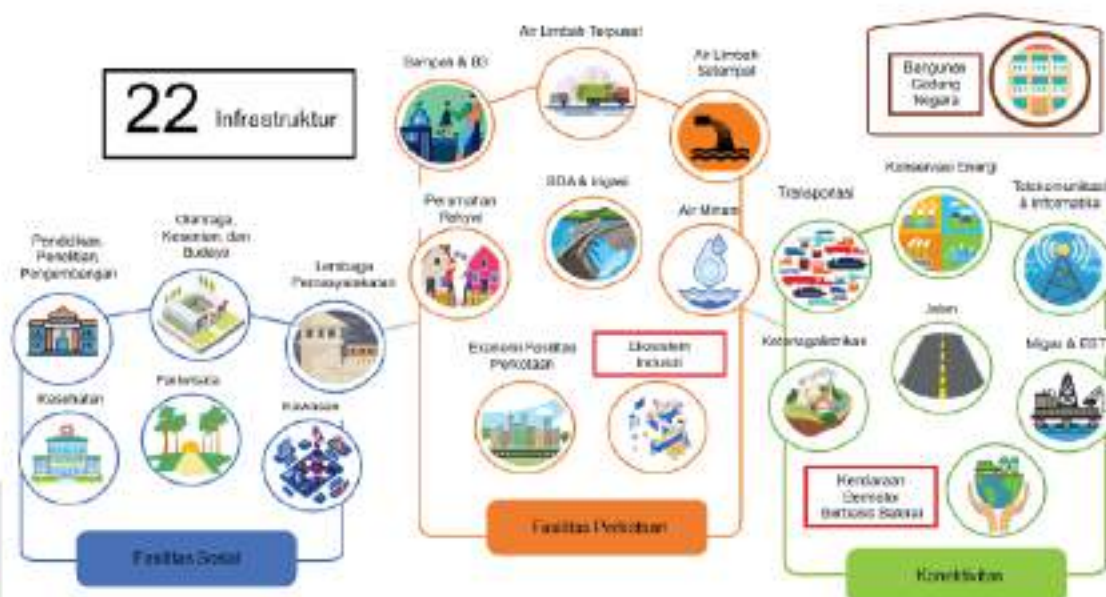 22 Infrastruktur
Air Limbah Terpusat
Sampah & B3
Air Limbah
Setempat
Bangunan
Gedung
Negara
Perumahan
Rakyat
SDA & Irigasi
Air Minum
Transportasi
Konservasi Energi
Telekomunikasi
& Informatika
Pendidikan,
Penelitian,
Pengembangan
Olahraga,
Kesenian, dan
Budaya
Lembaga
Pemasyarakatan
Ekonomi Fasilitas
Perkotaan
Ekosistem
Industri
Ketenagalistrikan
Jalan
Migas & EBT
Kesehatan
Pariwisata
Kawasan
Kendaraan
Bermotor
Berbasis Baterai
Fasilitas Sosial
Fasilitas Perkotaan
Konektivitas